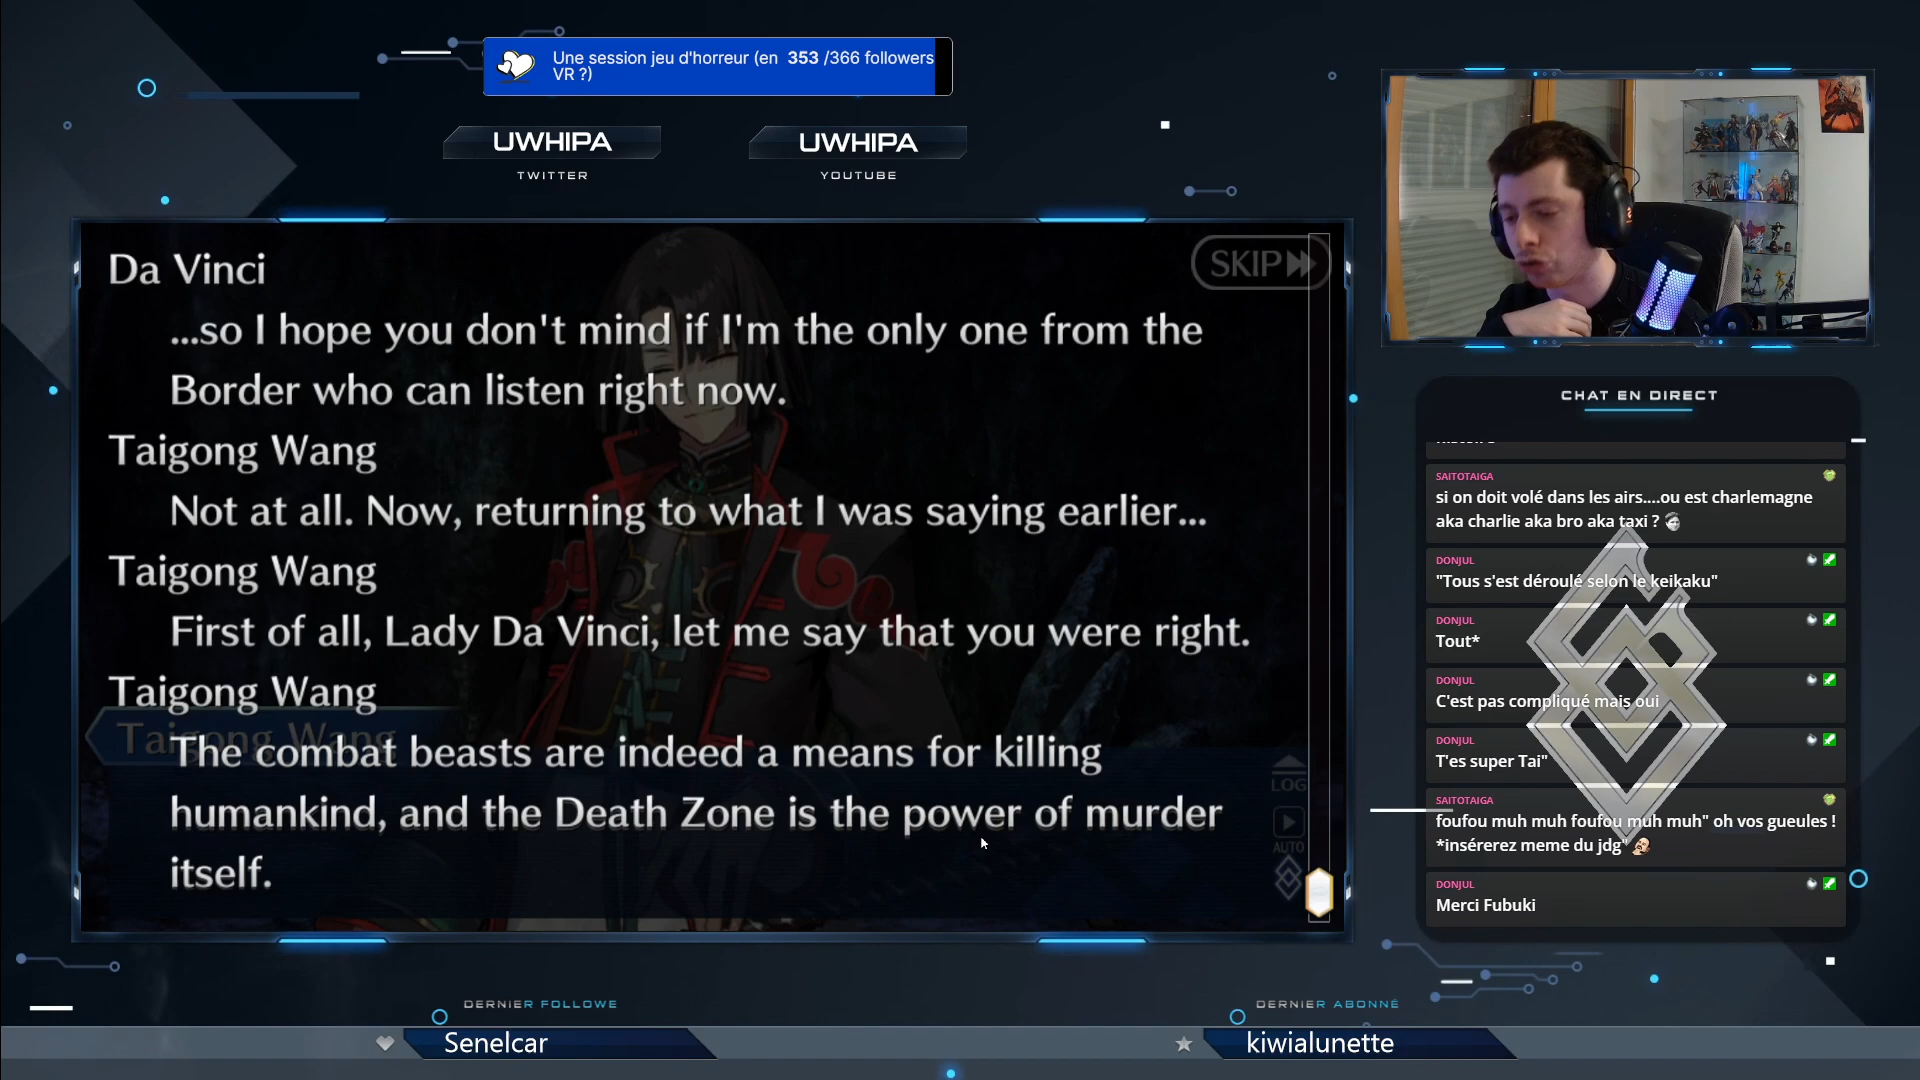 Une session jeu d'horreur (en
VR ?)
353 /366 followers
UWHIPA
TWITTER
UWHIPA
YOUTUBE
SKIP
Da Vinci
...so I hope you don't mind if I'm the only one from the
Border who can listen right now.
Taigong Wang
Not at all. Now, returning to what I was saying earlier...
Taigong Wang
First of all, Lady Da Vinci, let me say that you were right.
Taigong Wang
Taigong Wang
The combat beasts are indeed a means for killing
humankind, and the Death Zone is the power of murder
itself.
LOG
AUTO
CHAT EN DIRECT
SAITOTAIGA
si on doit volé dans les airs....ou est charlemagne
aka charlie aka bro aka taxi ?
DONJUL
"Tous s'est déroulé selon le keikaku"
DONJUL
Tout*
DONJUL
C'est pas compliqué mais oui
DONJUL
T'es super Tai"
SAITOTAIGA
foufou muh muh foufou muh muh" oh vos gueules !
*insérerez meme du jdg"
DONJUL
Merci Fubuki
DERNIER FOLLOWE
Senelcar
DERNIER ABONNÉ
kiwialunette